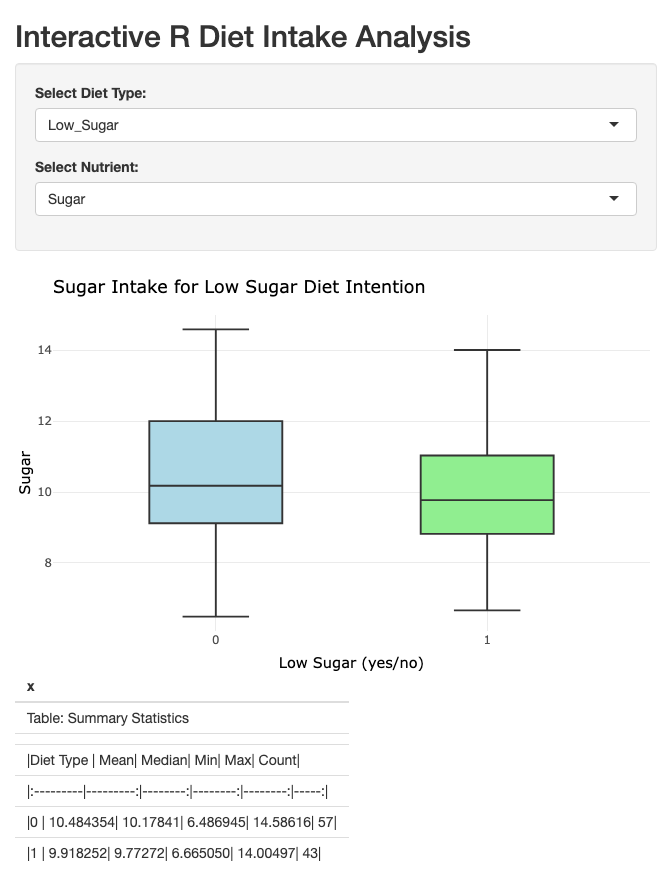 Interactive R Diet Intake Analysis
Select Diet Type:
Low_Sugar
Select Nutrient:
Sugar
Sugar Intake for Low Sugar Diet Intention
14
12
10
8
Sugar
0 1
Low Sugar (yes/no)
x
Table: Summary Statistics
|Diet Type | Mean| Median| Min| Max| Count|
|:---------|---------:|--------:|--------:|--------:|-----:|
|0 | 10.484354| 10.17841| 6.486945| 14.58616| 57|
|1 | 9.918252| 9.77272| 6.665050| 14.00497| 43|